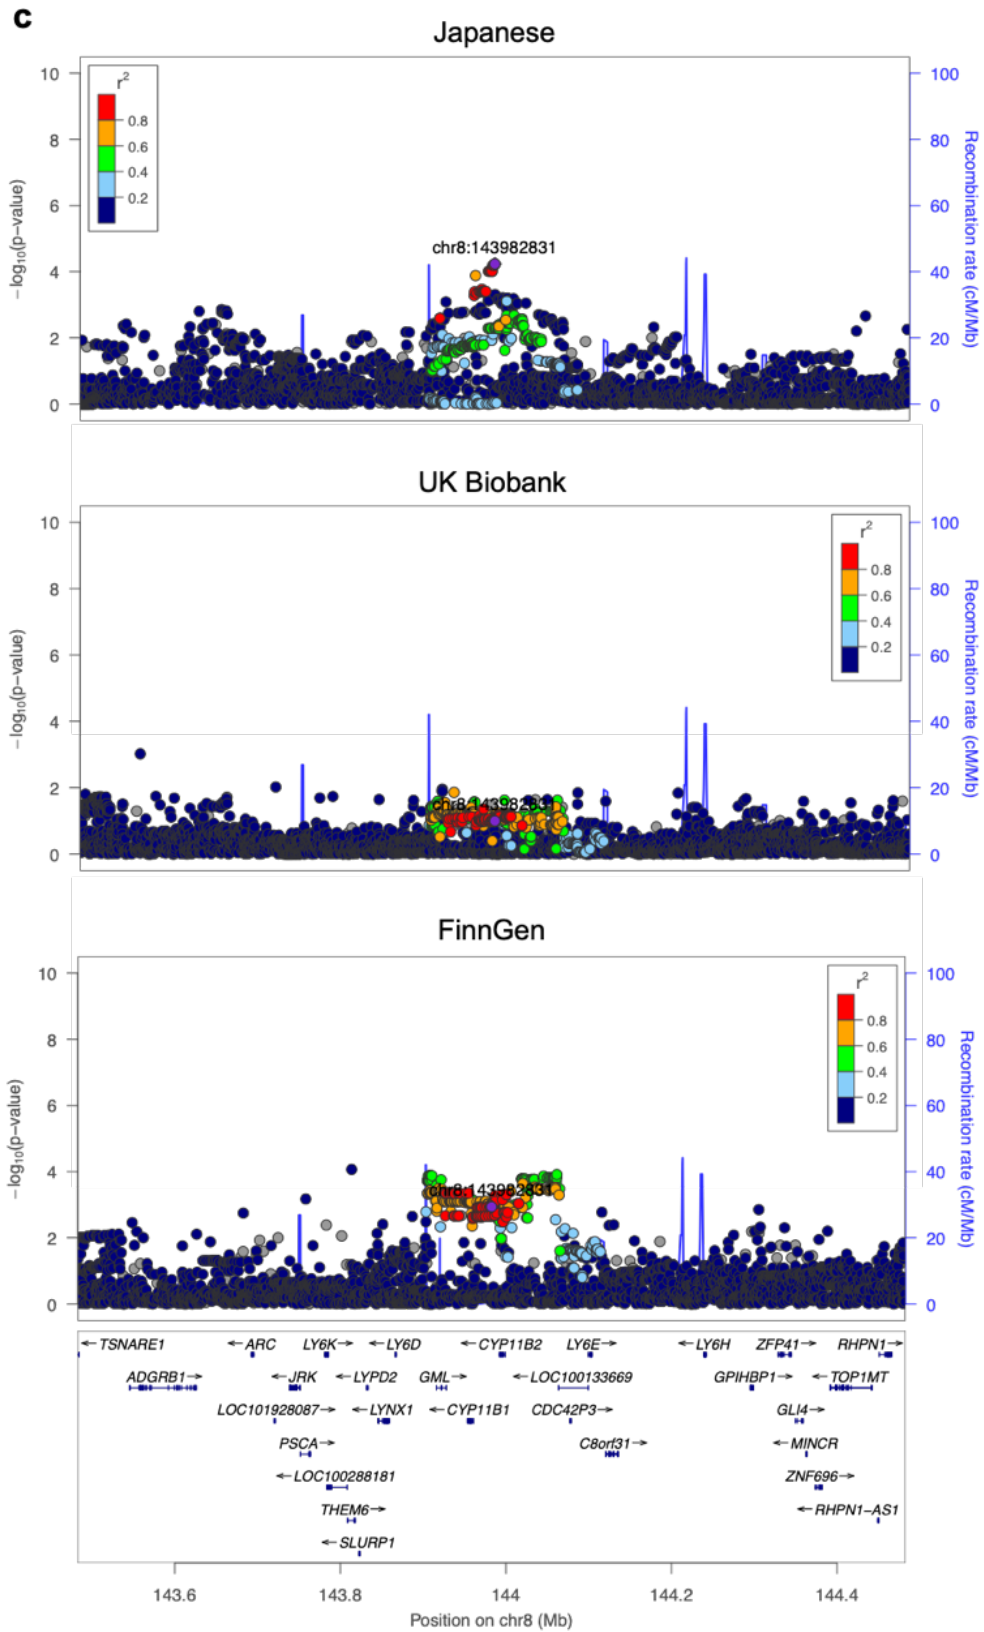 c
Japanese
r2
0.8
0.6
0.4
0.2
chr8:143982831
−log10(p−value)
10
8
6
4
2
0
100
80
60
40
20
0
Recombination rate (cM/Mb)
UK Biobank
r2
0.8
0.6
0.4
0.2
chr8:143982831
−log10(p−value)
10
8
6
4
2
0
100
80
60
40
20
0
Recombination rate (cM/Mb)
FinnGen
r2
0.8
0.6
0.4
0.2
chr8:143982831
−log10(p−value)
10
8
6
4
2
0
100
80
60
40
20
0
Recombination rate (cM/Mb)
←TSNARE1 ←ARC LY6K→ ←LY6D ←CYP11B2 LY6E→ ←LY6H ZFP41→ RHPN1→
ADGRB1→ ←JRK ←LYPD2 GML→ ←LOC100133669 GPIHBP1→ ←TOP1MT
LOC101928087→ ←LYNX1 ←CYP11B1 CDC42P3→ GLI4→
PSCA→ C8orf31→ ←MINCR
←LOC100288181 ZNF696→
THEM6→ ←RHPN1−AS1
←SLURP1
143.6 143.8 144 144.2 144.4
Position on chr8 (Mb)